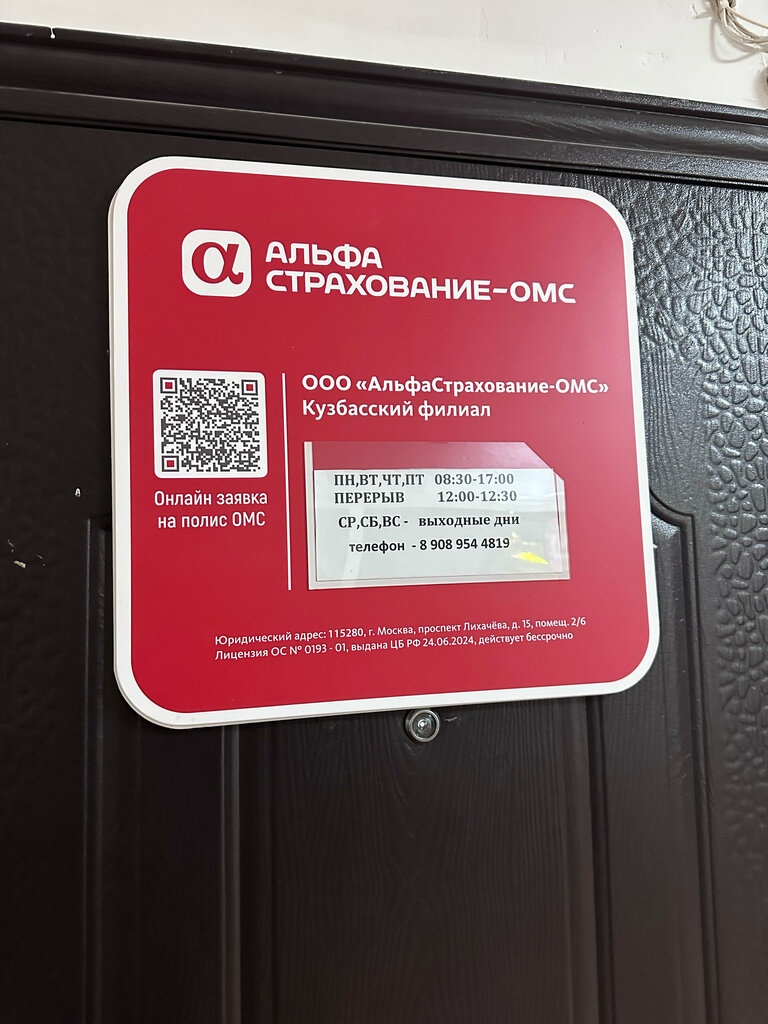 α АЛЬФА
СТРАХОВАНИЕ-ОМС
ООО «АльфаСтрахование-ОМС»
Кузбасский филиал
ПН,ВТ,ЧТ,ПТ 08:30-17:00
ПЕРЕРЫВ 12:00-12:30
СР,СБ,ВС - выходные дни
телефон - 8 908 954 4819
Онлайн заявка
на полис ОМС
Юридический адрес: 115280, г. Москва, проспект Лихачёва, д. 15, помещ. 2/6
Лицензия ОС № 0193 - 01, выдана ЦБ РФ 24.06.2024, действует бессрочно